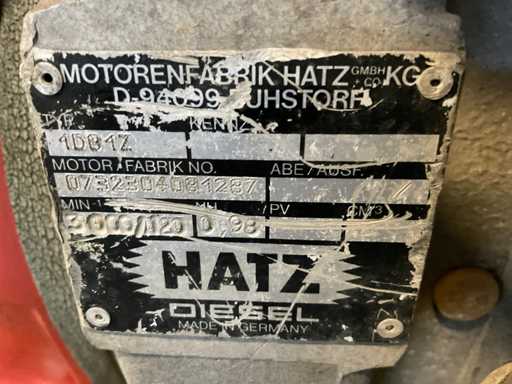 MOTORENFABRIK HATZ GMBH + CO KG
D-94099 RUHSTORF
TYP KENNZ.
1D81Z
MOTOR / FABRIK NO. ABE/AUSF.
MIN-1 CM³ PV
3000/120 0.98
HATZ
DIESEL
MADE IN GERMANY